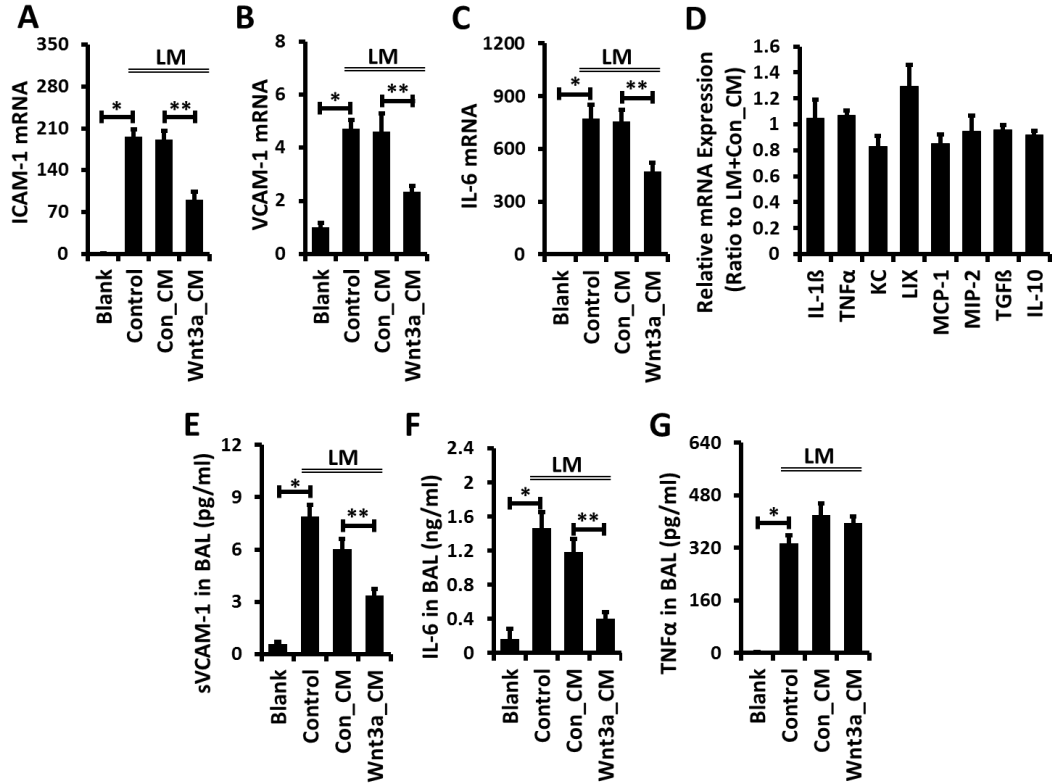 A
ICAM-1 mRNA
350
280
210
140
70
0
LM
*
**
Blank
Control
Con_CM
Wnt3a_CM
B
VCAM-1 mRNA
8
6
4
2
0
LM
*
**
Blank
Control
Con_CM
Wnt3a_CM
C
IL-6 mRNA
1200
900
600
300
0
LM
*
**
Blank
Control
Con_CM
Wnt3a_CM
D
Relative mRNA Expression
(Ratio to LM+Con_CM)
1.6
1.4
1.2
1
0.8
0.6
0.4
0.2
0
IL-1ß
TNFα
KC
LIX
MCP-1
MIP-2
TGFß
IL-10
E
sVCAM-1 in BAL (pg/ml)
12
9
6
3
0
LM
*
**
Blank
Control
Con_CM
Wnt3a_CM
F
IL-6 in BAL (ng/ml)
2.4
2
1.6
1.2
0.8
0.4
0
LM
*
**
Blank
Control
Con_CM
Wnt3a_CM
G
TNFα in BAL (pg/ml)
640
480
320
160
0
LM
*
Blank
Control
Con_CM
Wnt3a_CM